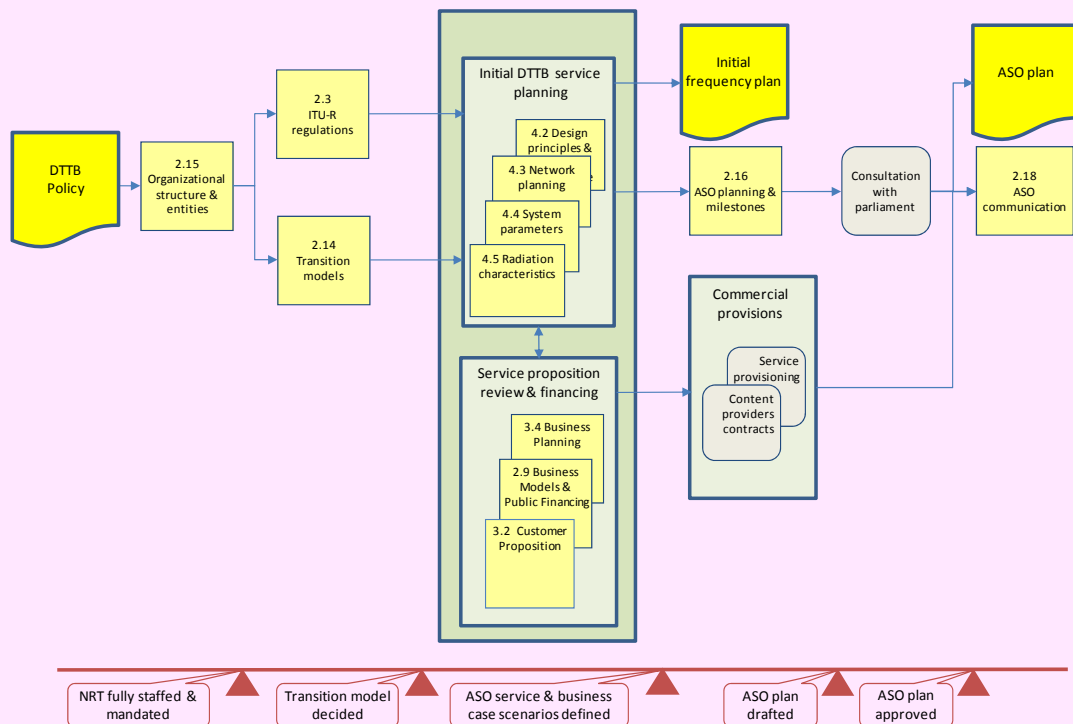 DTTB
Policy
2.15
Organizational
structure &
entities
2.3
ITU-R
regulations
2.14
Transition
models
Initial DTTB service
planning
4.2 Design
principles &
4.3 Network
planning
4.4 System
parameters
4.5 Radiation
characteristics
Service proposition
review & financing
3.4 Business
Planning
2.9 Business
Models &
Public Financing
3.2 Customer
Proposition
Initial
frequency plan
2.16
ASO planning &
milestones
Consultation
with
parliament
Commercial
provisions
Service
provisioning
Content
providers
contracts
ASO plan
2.18
ASO
communication
NRT fully staffed &
mandated
Transition model
decided
ASO service & business
case scenarios defined
ASO plan
drafted
ASO plan
approved